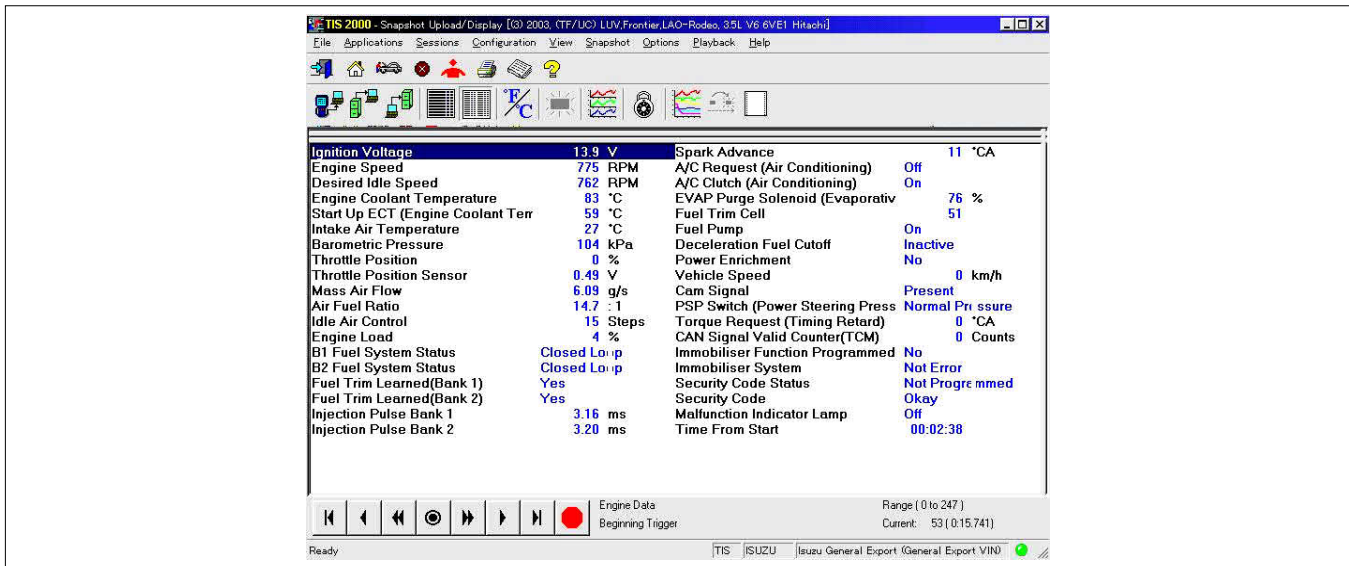 TIS 2000 - Snapshot Upload/Display [(3) 2003, (TF/UC) LUV,Frontier,LAO-Rodeo, 3.5L V6 6VE1 Hitachi]
File Applications Sessions Configuration View Snapshot Options Playback Help
°F/°C
Ignition Voltage 13.9 V
Engine Speed 775 RPM
Desired Idle Speed 762 RPM
Engine Coolant Temperature 83 °C
Start Up ECT (Engine Coolant Tem 59 °C
Intake Air Temperature 27 °C
Barometric Pressure 104 kPa
Throttle Position 0 %
Throttle Position Sensor 0.49 V
Mass Air Flow 6.09 g/s
Air Fuel Ratio 14.7 : 1
Idle Air Control 15 Steps
Engine Load 4 %
B1 Fuel System Status Closed Loop
B2 Fuel System Status Closed Loop
Fuel Trim Learned(Bank 1) Yes
Fuel Trim Learned(Bank 2) Yes
Injection Pulse Bank 1 3.16 ms
Injection Pulse Bank 2 3.20 ms
Spark Advance 11 °CA
A/C Request (Air Conditioning) Off
A/C Clutch (Air Conditioning) On
EVAP Purge Solenoid (Evaporativ 76 %
Fuel Trim Cell 51
Fuel Pump On
Deceleration Fuel Cutoff Inactive
Power Enrichment No
Vehicle Speed 0 km/h
Cam Signal Present
PSP Switch (Power Steering Press Normal Pressure
Torque Request (Timing Retard) 0 °CA
CAN Signal Valid Counter(TCM) 0 Counts
Immobiliser Function Programmed No
Immobiliser System Not Error
Security Code Status Not Programmed
Security Code Okay
Malfunction Indicator Lamp Off
Time From Start 00:02:38
Engine Data
Beginning Trigger
Range ( 0 to 247 )
Current: 53 ( 0:15.741)
Ready
TIS ISUZU Isuzu General Export (General Export VIN)